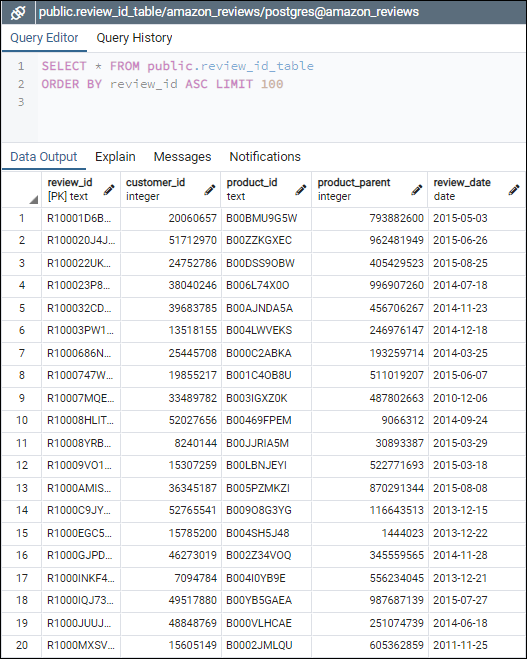 public.review_id_table/amazon_reviews/postgres@amazon_reviews
Query Editor Query History
1 SELECT * FROM public.review_id_table
2 ORDER BY review_id ASC LIMIT 100
3
Data Output Explain Messages Notifications
review_id customer_id product_id product_parent review_date
[PK] text integer text integer date
1 R10001D6B... 20060657 B00BMU9G5W 793882600 2015-05-03
2 R100020J4J... 51712970 B00ZZKGXEC 962481949 2015-06-26
3 R100022UK... 24752786 B00DSS9OBW 405429523 2015-08-25
4 R100023P8... 38040246 B006L74X0O 996907260 2014-07-18
5 R100032CD... 39683785 B00AJNDA5A 456706267 2014-11-23
6 R10003PW1... 13518155 B004LWVEKS 246976147 2014-12-18
7 R1000686N... 25445708 B000C2ABKA 193259714 2014-03-25
8 R1000747W... 19855217 B001C4OB8U 511019207 2015-06-07
9 R10007MQE... 33489782 B003IGXZ0K 487802663 2010-12-06
10 R10008HLIT... 52027656 B00469FPEM 9066312 2014-09-24
11 R10008YRB... 8240144 B00JJRIA5M 30893387 2015-03-29
12 R10009VO1... 15307259 B00LBNJEYI 522771693 2015-03-18
13 R1000AMIS... 36345187 B005PZMKZI 870291344 2015-08-08
14 R1000C9JY... 52765541 B009O8G3YG 116643513 2013-12-15
15 R1000EGC5... 15785200 B004SH5J48 1444023 2013-12-22
16 R1000GJPD... 46273019 B002Z34VOQ 345559565 2014-11-28
17 R1000INKF4... 7094784 B004I0YB9E 556234045 2013-12-21
18 R1000IQJ73... 49517880 B00YB5GAEA 987687139 2015-07-27
19 R1000JUUJ... 48848769 B000VLHCAE 251074739 2014-06-18
20 R1000MXSV... 15605149 B0002JMLQU 605362859 2011-11-25